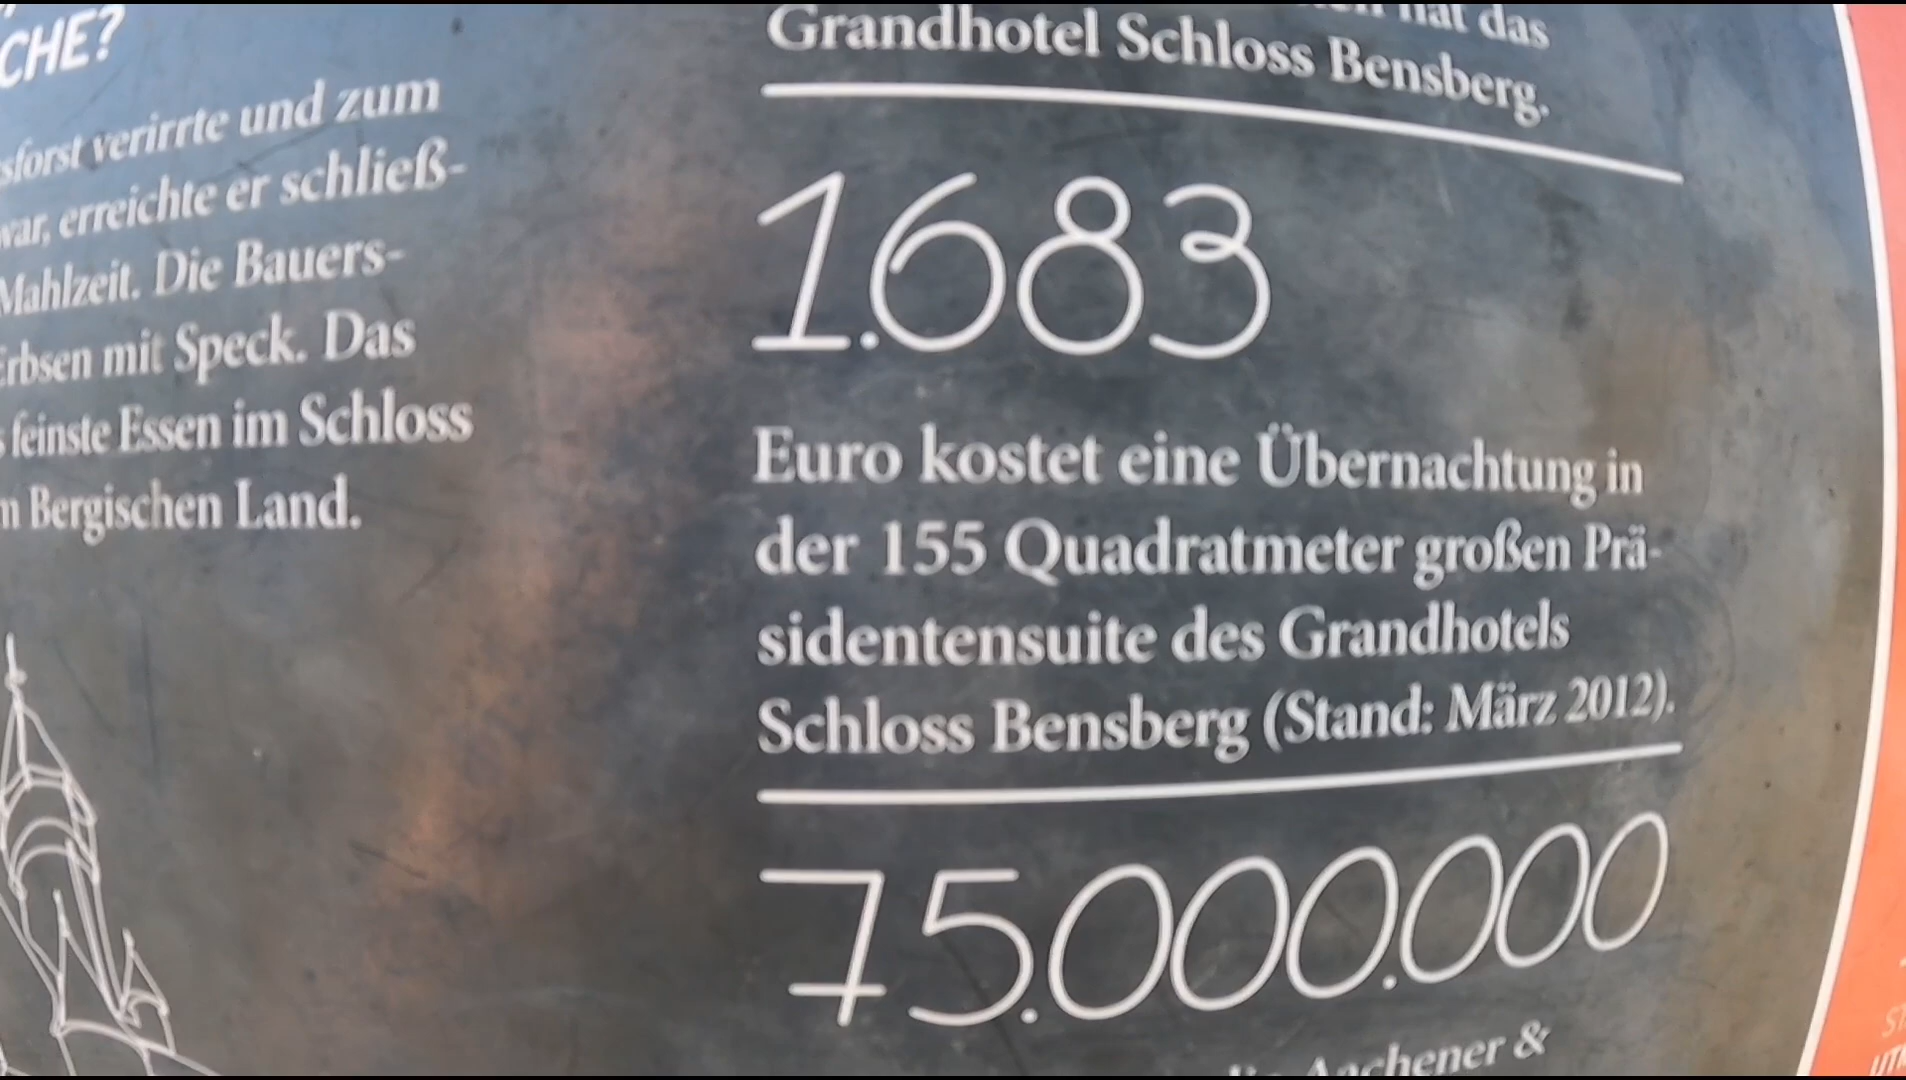 CHE?
verirrte und zum
erreichte er schließ-
Mahlzeit. Die Bauers-
Erbsen mit Speck. Das
feinste Essen im Schloss
Bergischen Land.
hat das
Grandhotel Schloss Bensberg.
1.683
Euro kostet eine Übernachtung in
der 155 Quadratmeter großen Prä-
sidentensuite des Grandhotels
Schloss Bensberg (Stand: März 2012).
75.000.000
Aachener &